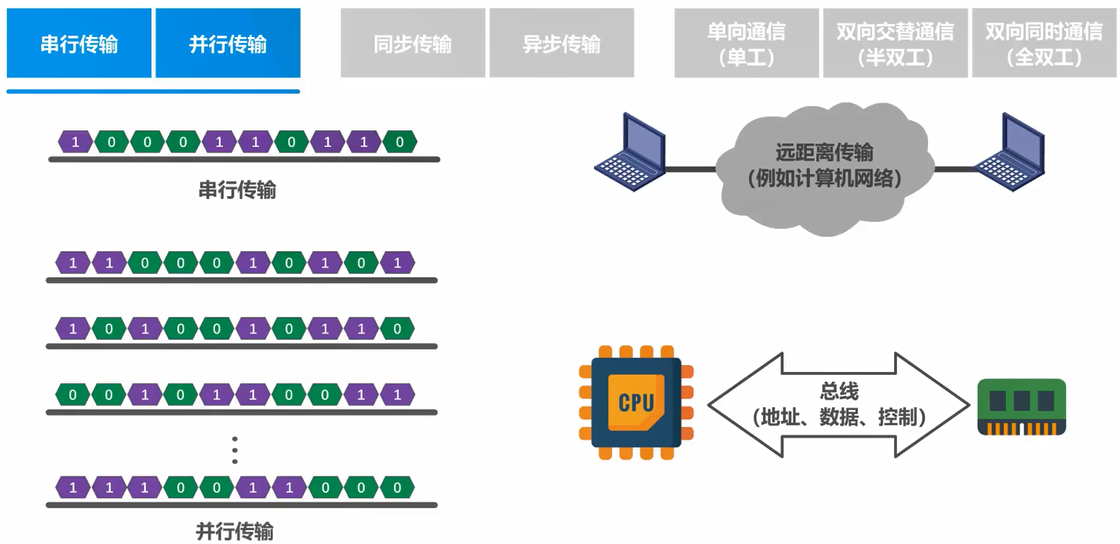 串行传输 并行传输 同步传输 异步传输 单向通信 双向交替通信 双向同时通信
（单工） （半双工） （全双工）
1 0 0 0 1 1 0 1 1 0
串行传输
远距离传输
（例如计算机网络）
1 1 0 0 0 1 0 1 0 1
1 0 1 0 0 1 0 1 1 0
0 0 1 0 1 1 0 0 1 1
1 1 1 0 0 1 1 0 0 0
并行传输
CPU
总线
（地址、数据、控制）